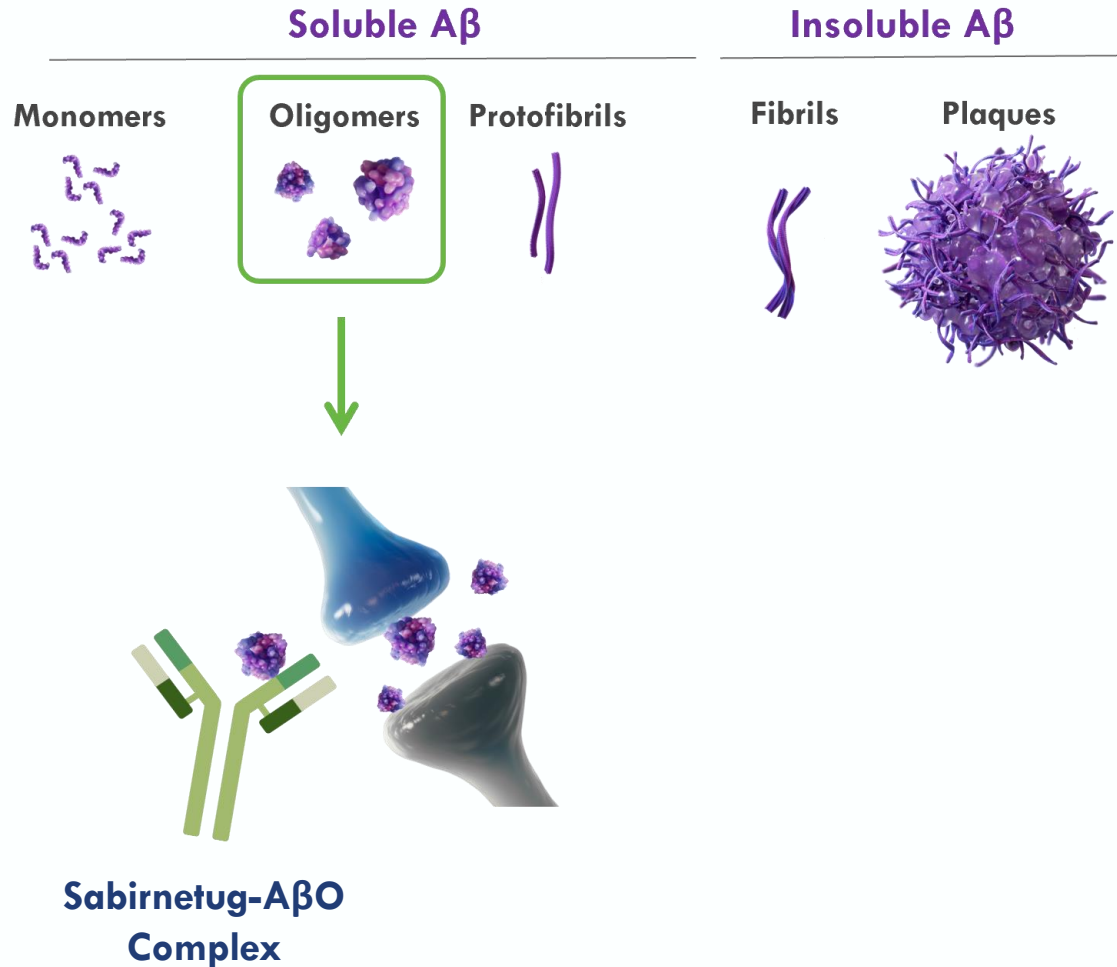 Soluble Aβ
Insoluble Aβ
Monomers
Oligomers
Protofibrils
Fibrils
Plaques
Sabirnetug-AβO
Complex